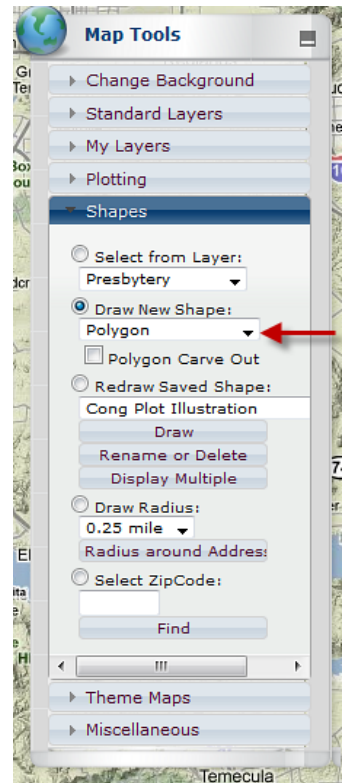 Map Tools
Change Background
Standard Layers
My Layers
Plotting
Shapes
Select from Layer:
Presbytery
Draw New Shape:
Polygon
Polygon Carve Out
Redraw Saved Shape:
Cong Plot Illustration
Draw
Rename or Delete
Display Multiple
Draw Radius:
0.25 mile
Radius around Address
Select ZipCode:
Find
Theme Maps
Miscellaneous
Temecula